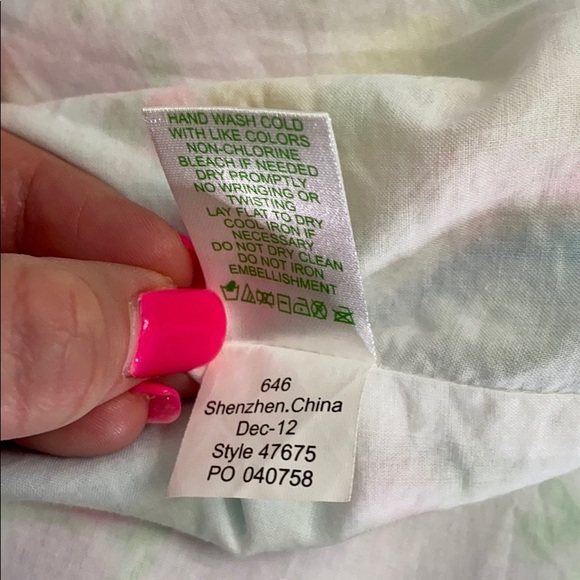 HAND WASH COLD
WITH LIKE COLORS
NON-CHLORINE
BLEACH IF NEEDED
DRY PROMPTLY
NO WRINGING OR
TWISTING
LAY FLAT TO DRY
COOL IRON IF
NECESSARY
DO NOT DRY CLEAN
DO NOT IRON
EMBELLISHMENT
646
Shenzhen.China
Dec-12
Style 47675
PO 040758